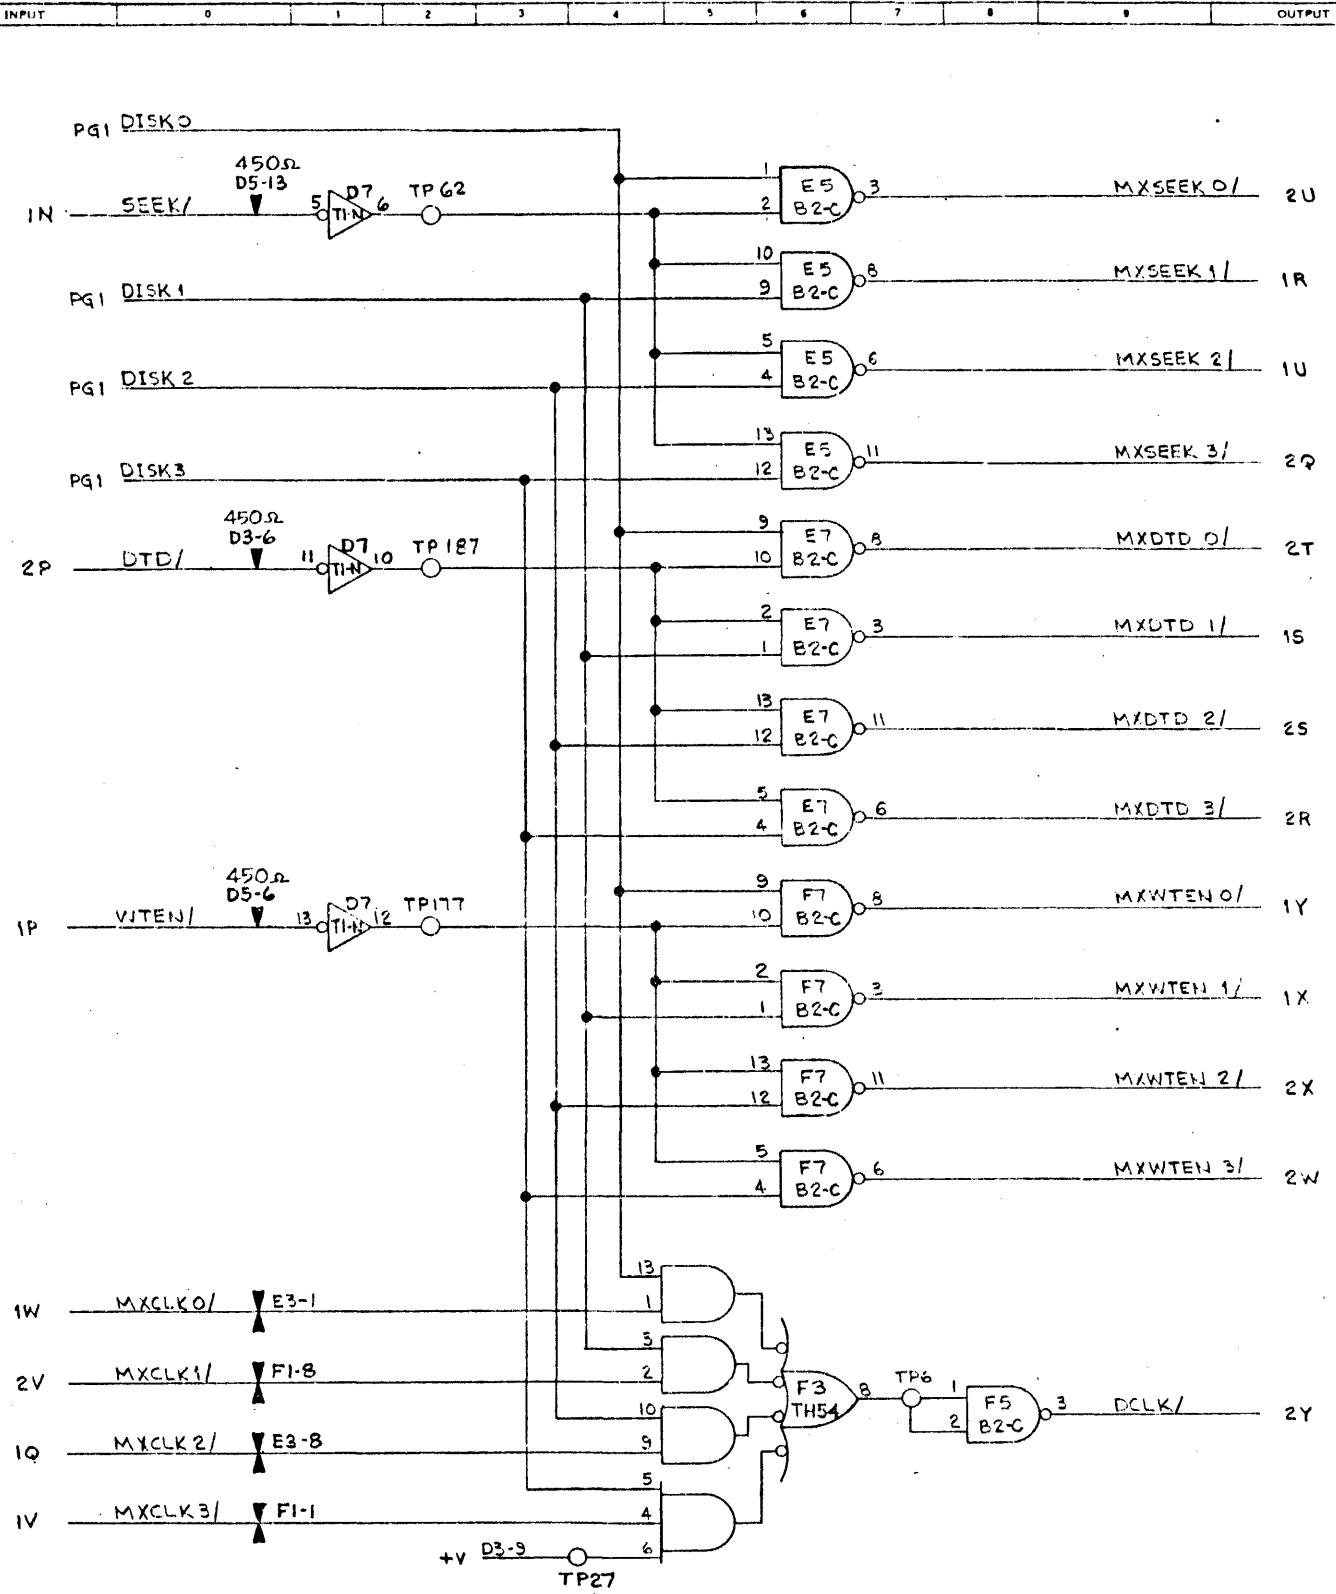 INPUT 0 1 2 3 4 5 6 7 8 9 OUTPUT
PG1 DISK0
450Ω
D5-13
1N SEEK/ 5 D7 T1-N 6 TP62
1 2 E5 B2-C 3 MXSEEK 0/ 2U
10 9 E5 B2-C 8 MXSEEK 1/ 1R
PG1 DISK1
5 4 E5 B2-C 6 MXSEEK 2/ 1U
PG1 DISK 2
13 12 E5 B2-C 11 MXSEEK 3/ 2Q
PG1 DISK3
450Ω
D3-6
2P DTD/ 11 D7 T1-N 10 TP187
9 10 E7 B2-C 8 MXDTD 0/ 2T
2 1 E7 B2-C 3 MXDTD 1/ 1S
13 12 E7 B2-C 11 MXDTD 2/ 2S
5 4 E7 B2-C 6 MXDTD 3/ 2R
450Ω
D5-6
1P WTEN/ 13 D7 T1-N 12 TP177
9 10 F7 B2-C 8 MXWTEN 0/ 1Y
2 1 F7 B2-C 3 MXWTEN 1/ 1X
13 12 F7 B2-C 11 MXWTEN 2/ 2X
5 4 F7 B2-C 6 MXWTEN 3/ 2W
1W MXCLK0/ E3-1 13 1
2V MXCLK1/ F1-8 3 2
F3 TH54 8 TP6 1 2 F5 B2-C 3 DCLK/ 2Y
1Q MXCLK2/ E3-8 10 9
1V MXCLK3/ F1-1 5 4 6
+V D3-9
TP27